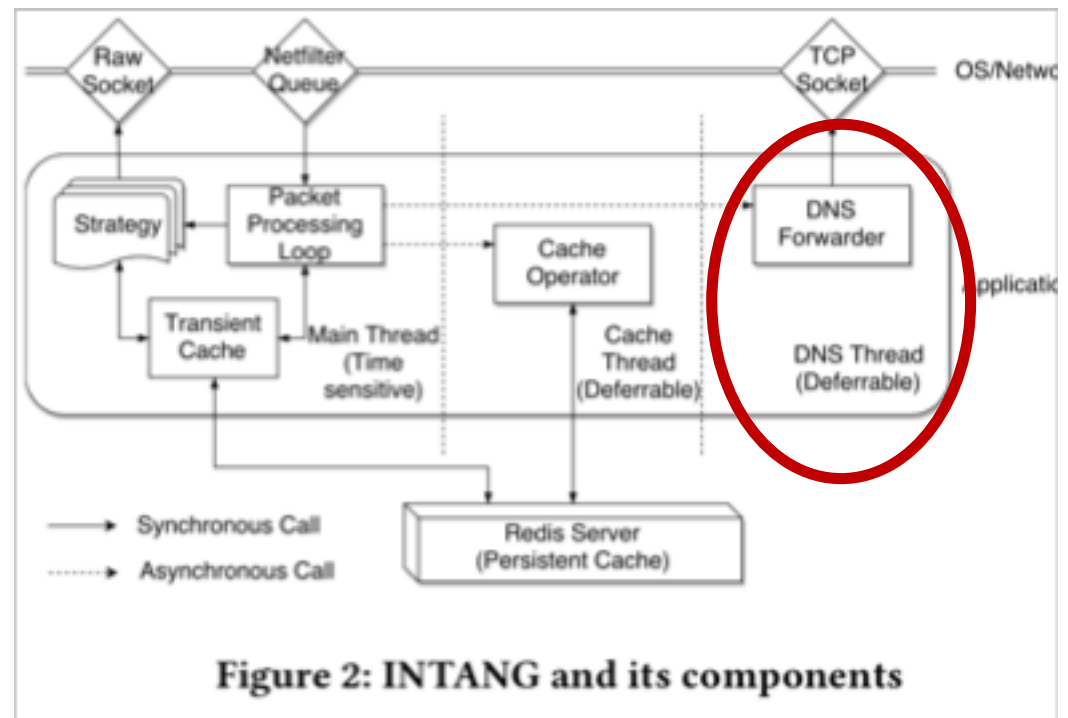 Raw
Socket
Netfilter
Queue
TCP
Socket
OS/Netwo
Strategy
Packet
Processing
Loop
DNS
Forwarder
Cache
Operator
Applicatio
Transient
Cache
Main Thread
(Time
sensitive)
Cache
Thread
(Deferrable)
DNS Thread
(Deferrable)
Synchronous Call
Asynchronous Call
Redis Server
(Persistent Cache)
Figure 2: INTANG and its components